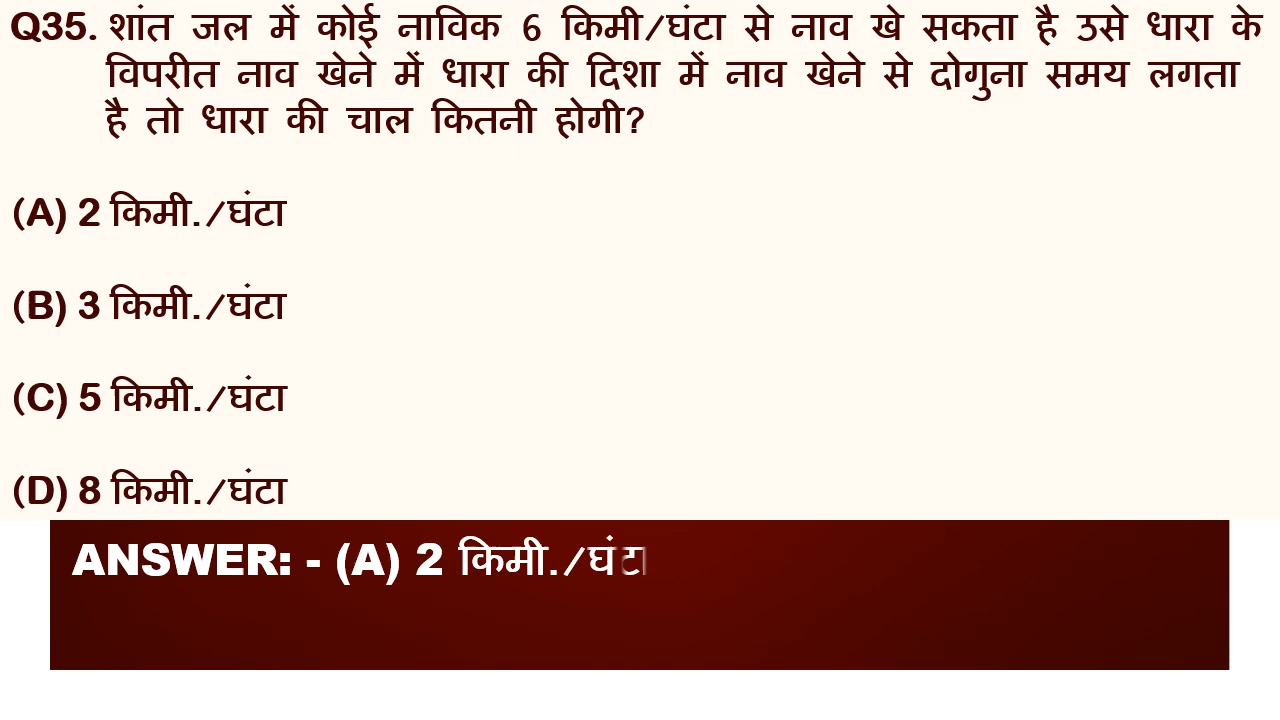 Q35. शांत जल में कोई नाविक 6 किमी/घंटा से नाव खे सकता है उसे धारा के
विपरीत नाव खेने में धारा की दिशा में नाव खेने से दोगुना समय लगता
है तो धारा की चाल कितनी होगी?
(A) 2 किमी./घंटा
(B) 3 किमी./घंटा
(C) 5 किमी./घंटा
(D) 8 किमी./घंटा
ANSWER: - (A) 2 किमी./घंटा